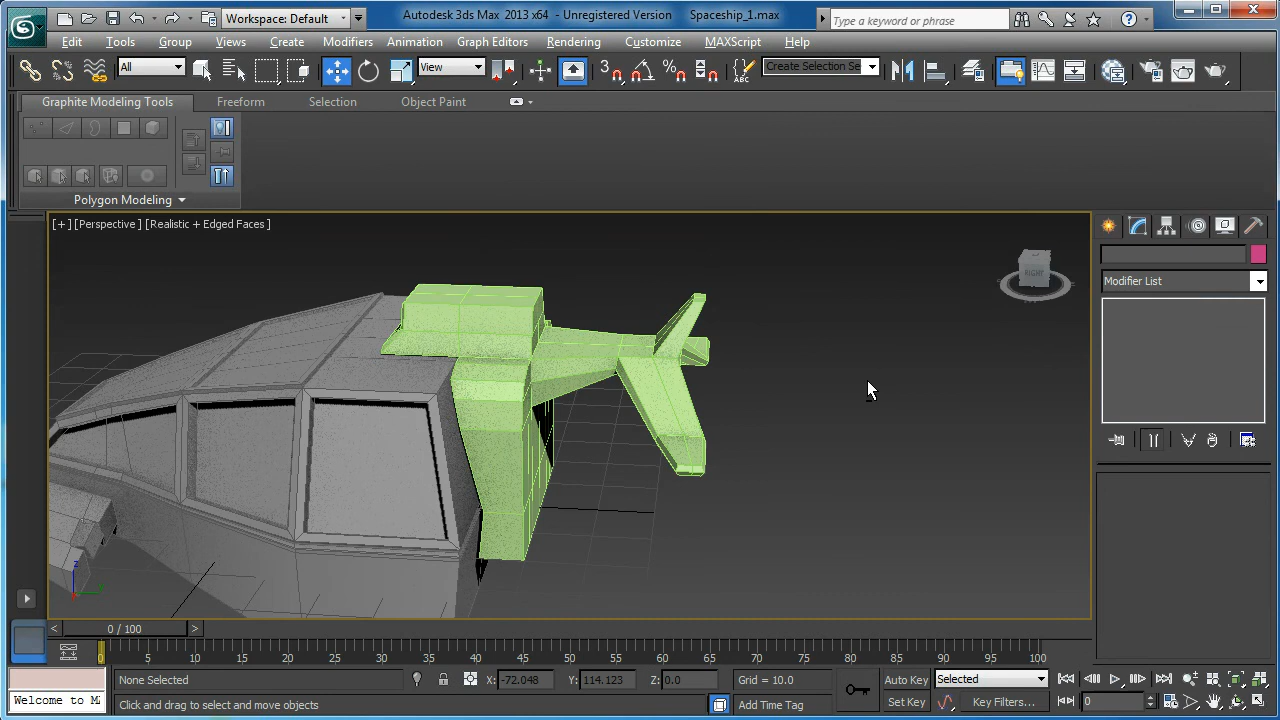 Workspace: Default
Autodesk 3ds Max 2013 x64 - Unregistered Version Spaceship_1.max
Type a keyword or phrase
Edit Tools Group Views Create Modifiers Animation Graph Editors Rendering Customize MAXScript Help
All
View
3
%
ABC
Create Selection Se
Graphite Modeling Tools Freeform Selection Object Paint
Polygon Modeling
[+] [Perspective] [Realistic + Edged Faces]
RIGHT
Modifier List
z
< 0 / 100 >
0 5 10 15 20 25 30 35 40 45 50 55 60 65 70 75 80 85 90 95 100
None Selected X: -72.048 Y: 114.123 Z: 0.0 Grid = 10.0 Auto Key Selected
Welcome to M Click and drag to select and move objects Add Time Tag Set Key Key Filters... 0